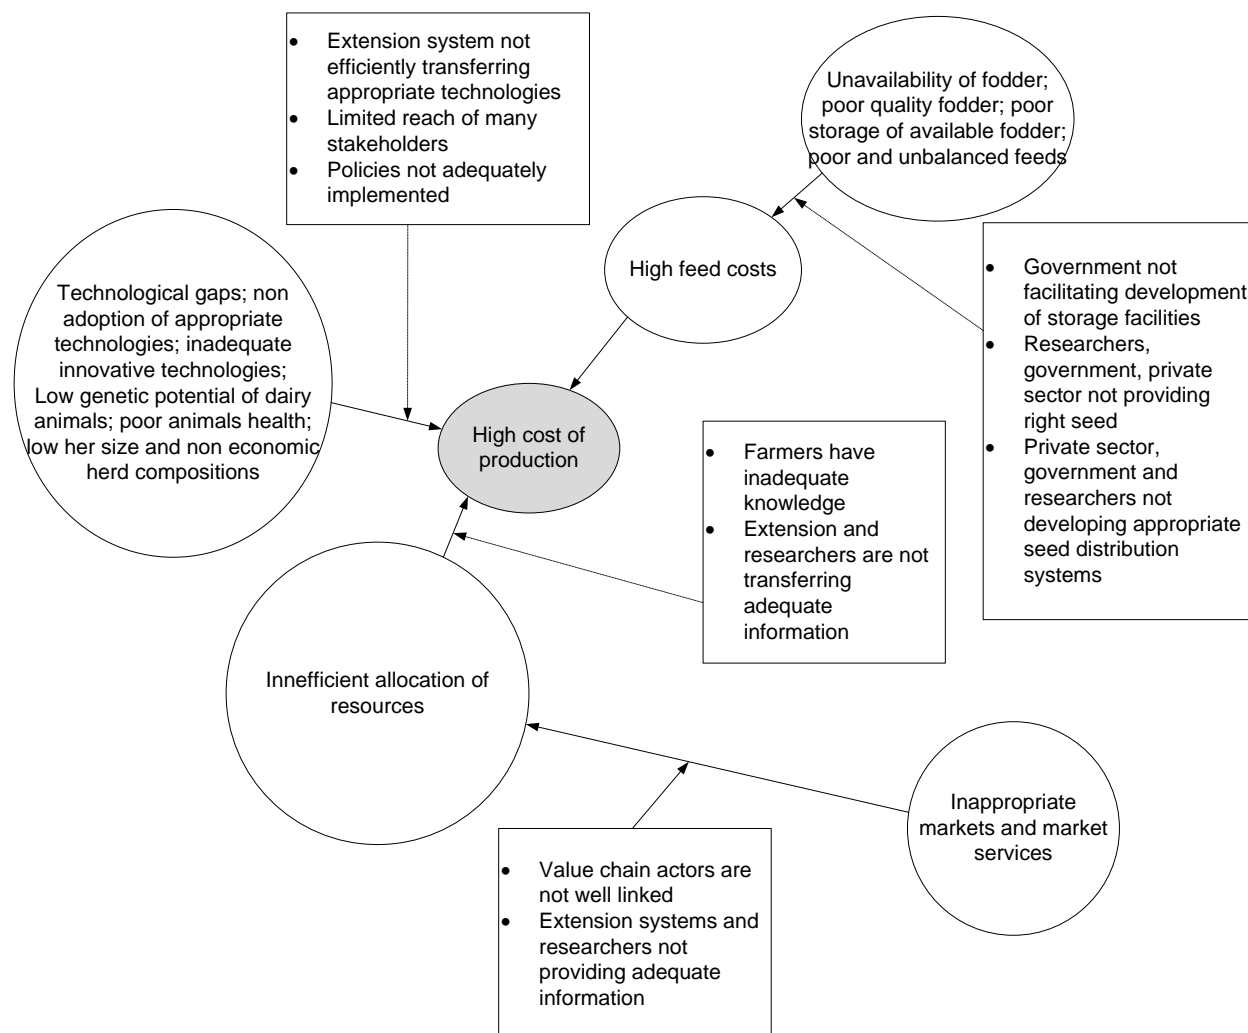 • Extension system not
efficiently transferring
appropriate technologies
• Limited reach of many
stakeholders
• Policies not adequately
implemented
Unavailability of fodder;
poor quality fodder; poor
storage of available fodder;
poor and unbalanced feeds
High feed costs
• Government not
facilitating development
of storage facilities
• Researchers,
government, private
sector not providing
right seed
• Private sector,
government and
researchers not
developing appropriate
seed distribution
systems
Technological gaps; non
adoption of appropriate
technologies; inadequate
innovative technologies;
Low genetic potential of dairy
animals; poor animals health;
low her size and non economic
herd compositions
High cost of
production
• Farmers have
inadequate
knowledge
• Extension and
researchers are not
transferring
adequate
information
Innefficient allocation of
resources
Inappropriate
markets and market
services
• Value chain actors are
not well linked
• Extension systems and
researchers not
providing adequate
information